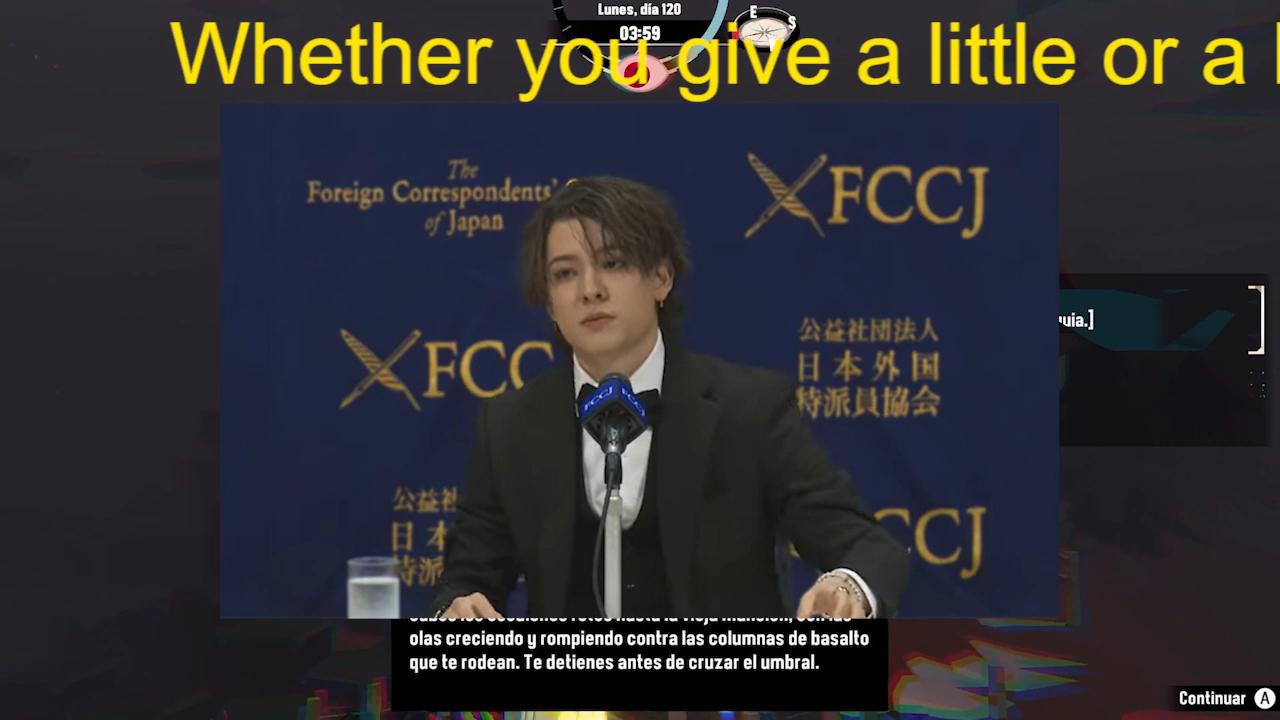 Lunes, día 120
E
S
03:59
Whether you give a little or a
The
Foreign Correspondents'
of Japan
FCCJ
FCC
公益社団法人
日本外国
特派員協会
FCCJ
FCCJ
公益社
日本
特派
CCJ
olas creciendo y rompiendo contra las columnas de basalto
que te rodean. Te detienes antes de cruzar el umbral.
Continuar A